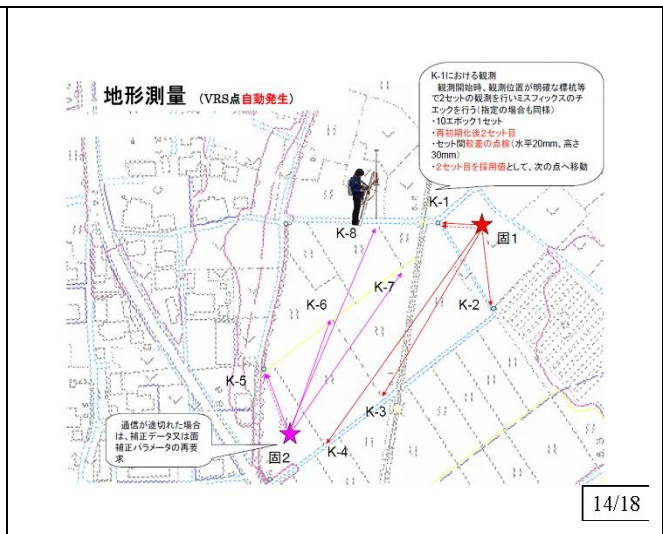 地形測量 (VRS点自動発生)
K-1における観測
観測開始時、観測位置が明確な標杭等
で2セットの観測を行いミスフィックスのチ
エックを行う(指定の場合も同様)
・10エポック1セット
・再初期化後2セット目
・セット間較差の点検(水平20mm、高さ
30mm)
・2セット目を採用値として、次の点へ移動
K-1
K-8
固1
K-6
K-7
K-2
K-5
K-3
通信が途切れた場合
は、補正データ又は面
補正パラメータの再要
求
固2
K-4
14/18